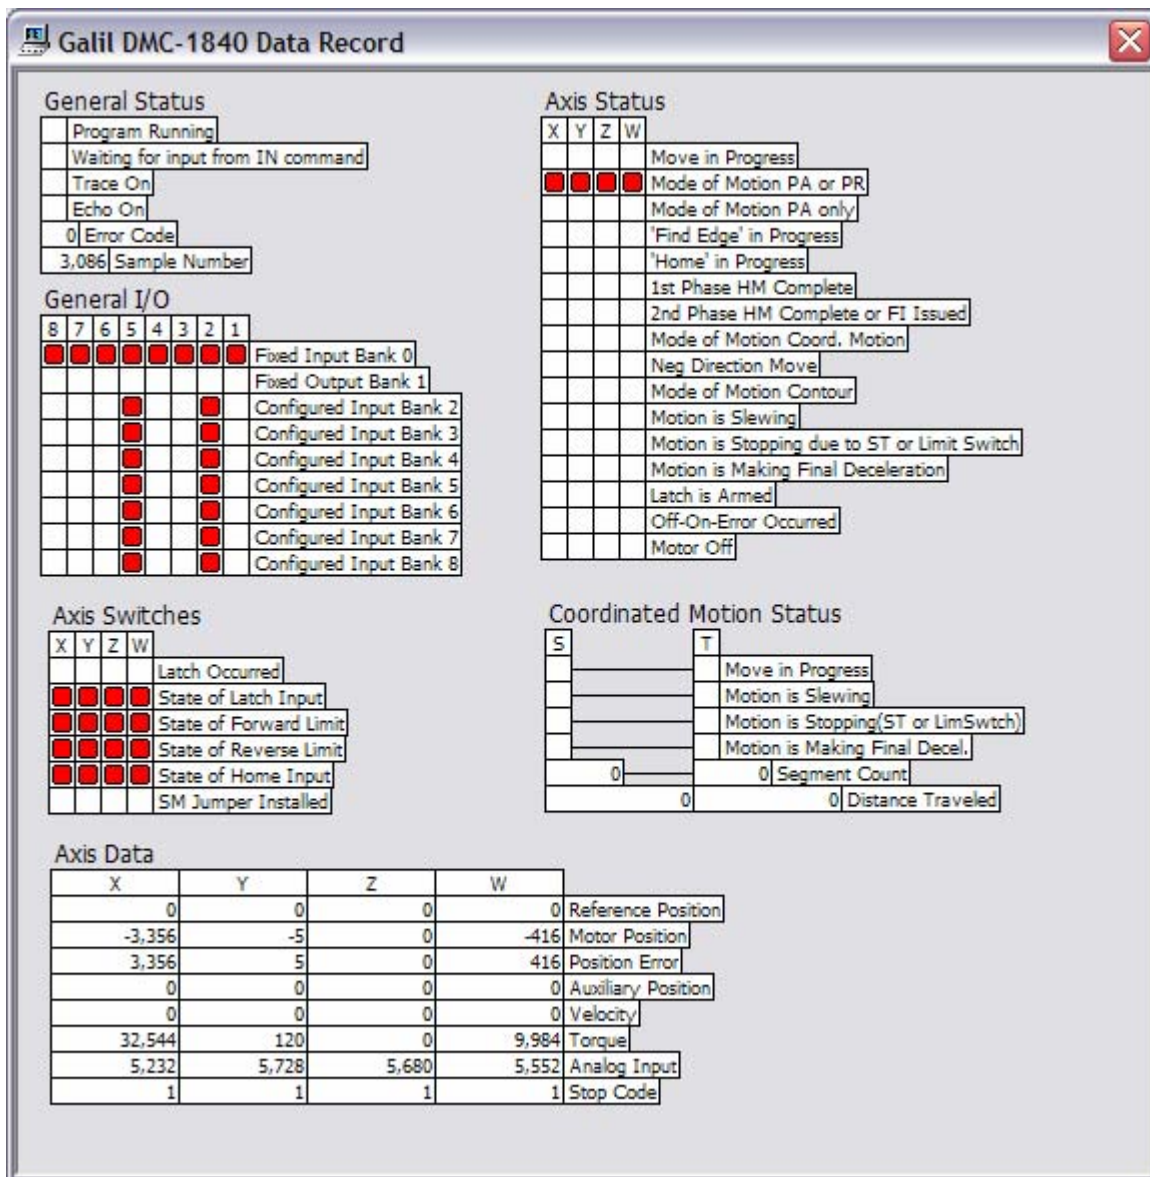 Galil DMC-1840 Data Record
General Status
Program Running
Waiting for input from IN command
Trace On
Echo On
0 Error Code
3,086 Sample Number
General I/O
8 7 6 5 4 3 2 1
Fixed Input Bank 0
Fixed Output Bank 1
Configured Input Bank 2
Configured Input Bank 3
Configured Input Bank 4
Configured Input Bank 5
Configured Input Bank 6
Configured Input Bank 7
Configured Input Bank 8
Axis Status
X Y Z W
Move in Progress
Mode of Motion PA or PR
Mode of Motion PA only
'Find Edge' in Progress
'Home' in Progress
1st Phase HM Complete
2nd Phase HM Complete or FI Issued
Mode of Motion Coord. Motion
Neg Direction Move
Mode of Motion Contour
Motion is Slewing
Motion is Stopping due to ST or Limit Switch
Motion is Making Final Deceleration
Latch is Armed
Off-On-Error Occurred
Motor Off
Axis Switches
X Y Z W
Latch Occurred
State of Latch Input
State of Forward Limit
State of Reverse Limit
State of Home Input
SM Jumper Installed
Coordinated Motion Status
S T
Move in Progress
Motion is Slewing
Motion is Stopping(ST or LimSwtch)
Motion is Making Final Decel.
0 0 Segment Count
0 0 Distance Traveled
Axis Data
X Y Z W
0 0 0 0 Reference Position
-3,356 -5 0 -416 Motor Position
3,356 5 0 416 Position Error
0 0 0 0 Auxiliary Position
0 0 0 0 Velocity
32,544 120 0 9,984 Torque
5,232 5,728 5,680 5,552 Analog Input
1 1 1 1 Stop Code